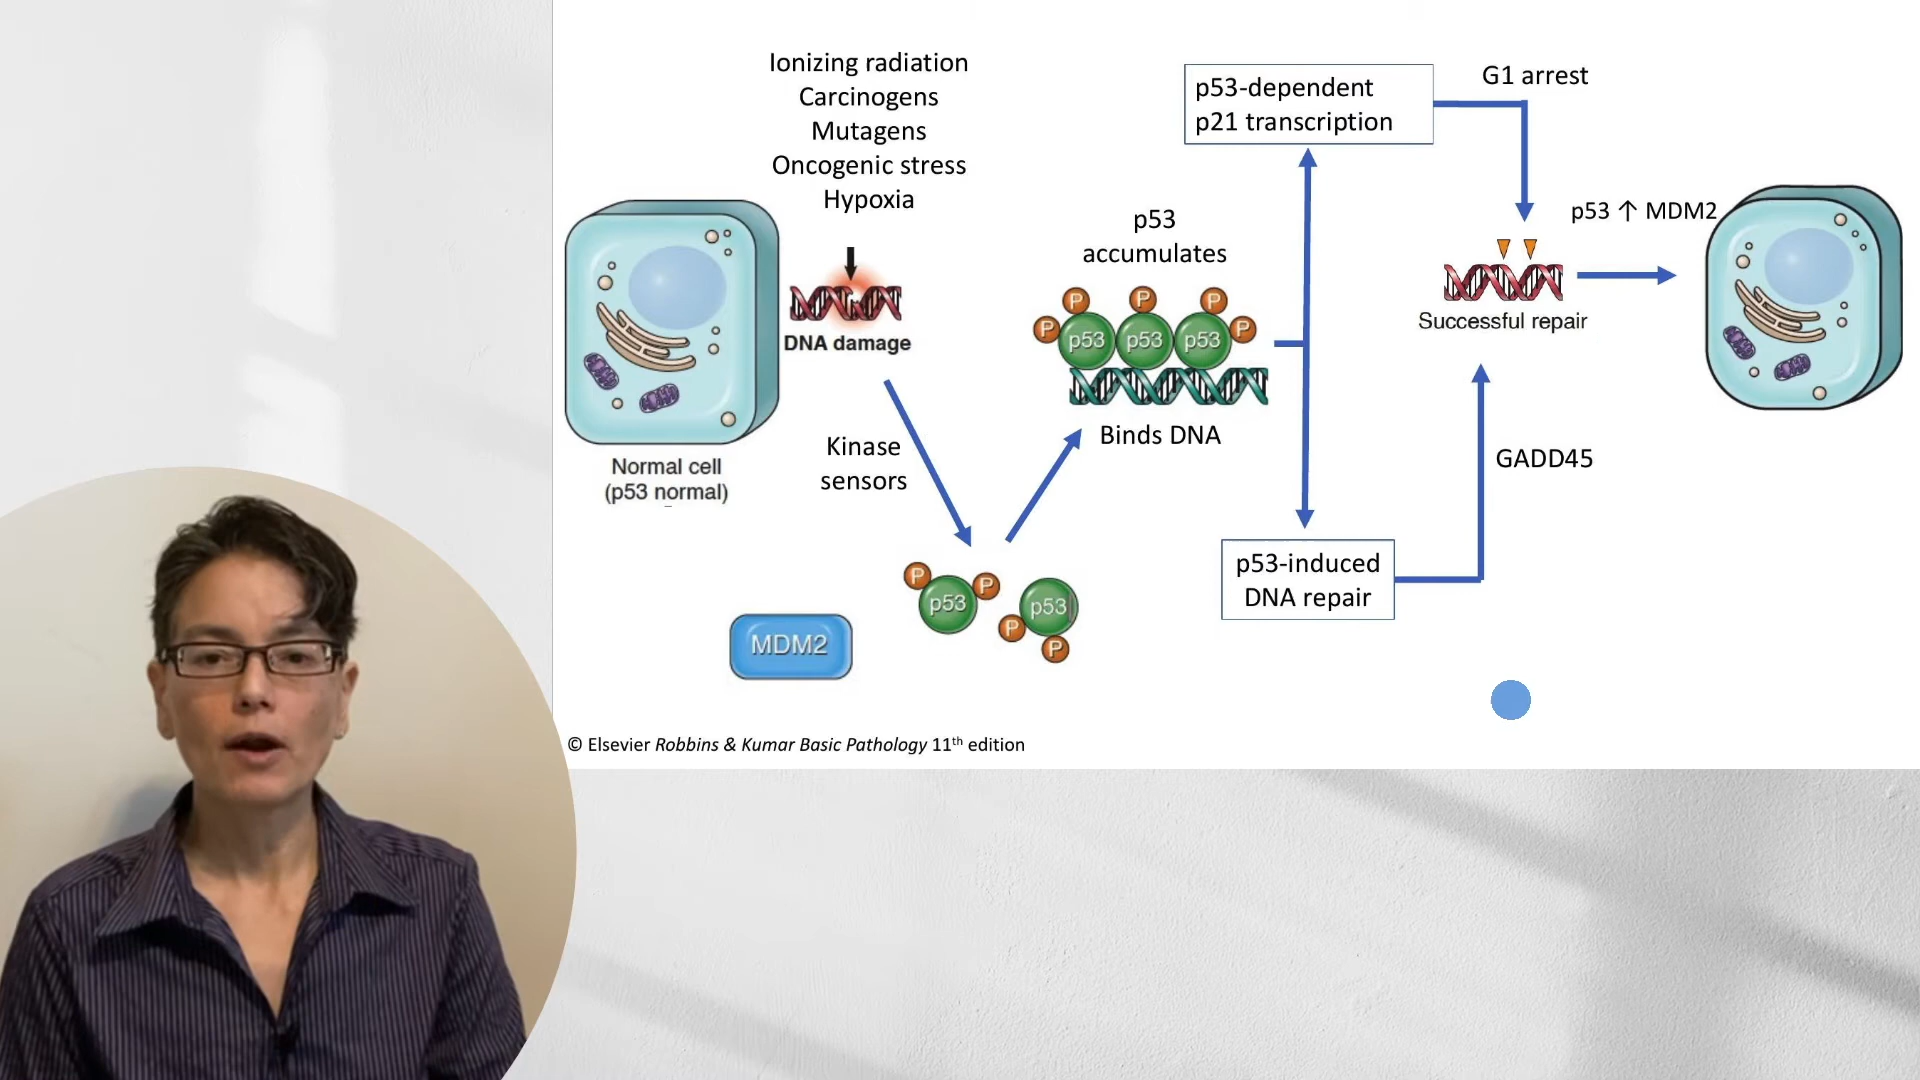 Ionizing radiation
Carcinogens
Mutagens
Oncogenic stress
Hypoxia
DNA damage
Normal cell
(p53 normal)
Kinase
sensors
MDM2
P
P
p53
p53
P
P
p53
accumulates
P
P
P
P
P
p53
p53
p53
Binds DNA
p53-dependent
p21 transcription
G1 arrest
p53-induced
DNA repair
GADD45
Successful repair
p53 ↑ MDM2
© Elsevier Robbins & Kumar Basic Pathology 11th edition